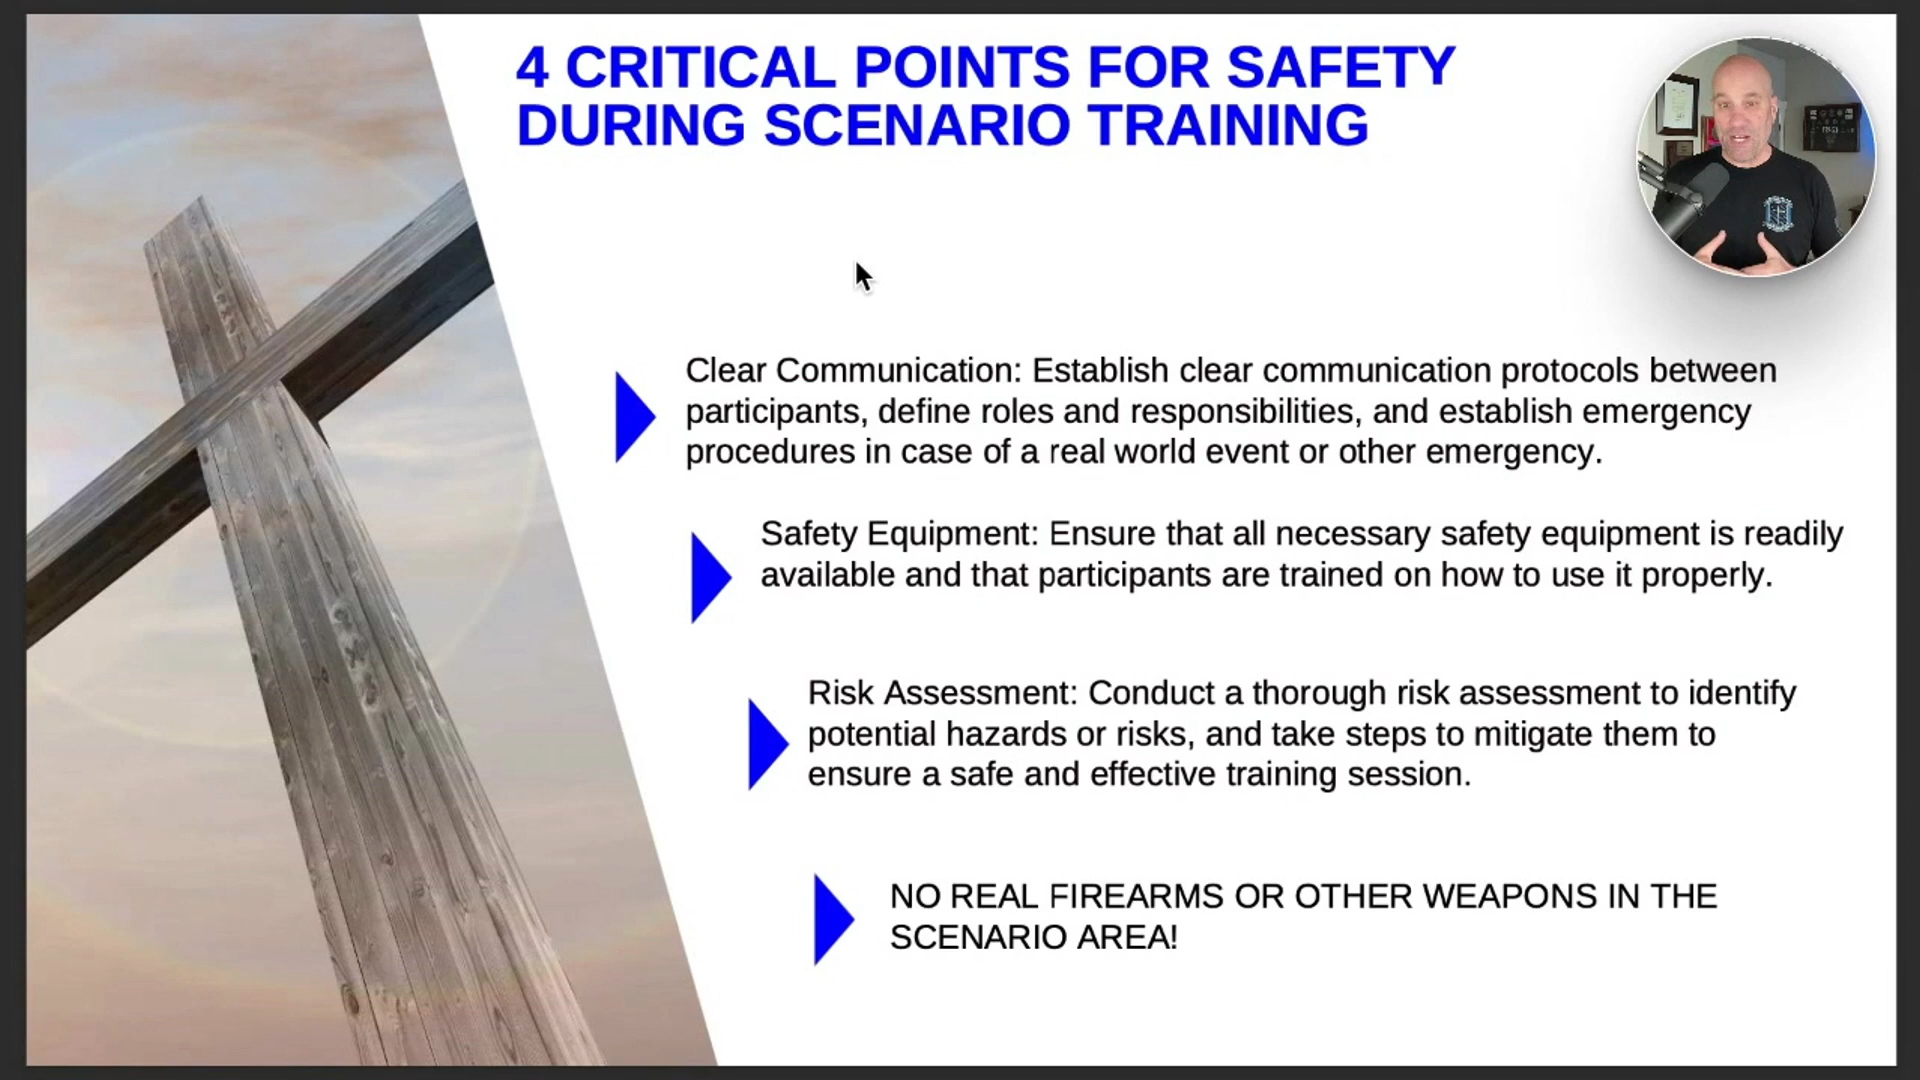 4 CRITICAL POINTS FOR SAFETY
DURING SCENARIO TRAINING
Clear Communication: Establish clear communication protocols between
participants, define roles and responsibilities, and establish emergency
procedures in case of a real world event or other emergency.
Safety Equipment: Ensure that all necessary safety equipment is readily
available and that participants are trained on how to use it properly.
Risk Assessment: Conduct a thorough risk assessment to identify
potential hazards or risks, and take steps to mitigate them to
ensure a safe and effective training session.
NO REAL FIREARMS OR OTHER WEAPONS IN THE
SCENARIO AREA!